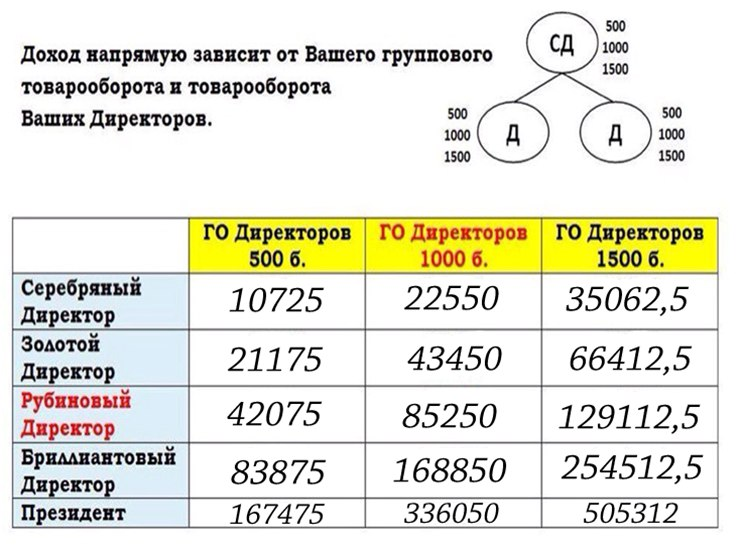 Доход напрямую зависит от Вашего группового
товарооборота и товарооборота
Ваших Директоров.
СД
500
1000
1500
500
1000
1500
Д
Д
500
1000
1500
ГО Директоров 500 б.
ГО Директоров 1000 б.
ГО Директоров 1500 б.
Серебряный Директор
10725
22550
35062,5
Золотой Директор
21175
43450
66412,5
Рубиновый Директор
42075
85250
129112,5
Бриллиантовый Директор
83875
168850
254512,5
Президент
167475
336050
505312